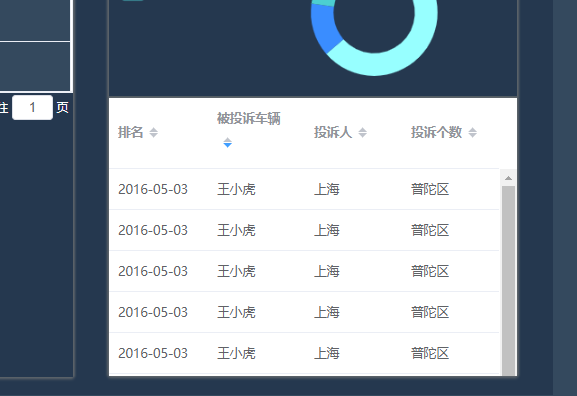 往 1 页
排名 被投诉车辆 投诉人 投诉个数
2016-05-03 王小虎 上海 普陀区
2016-05-03 王小虎 上海 普陀区
2016-05-03 王小虎 上海 普陀区
2016-05-03 王小虎 上海 普陀区
2016-05-03 王小虎 上海 普陀区